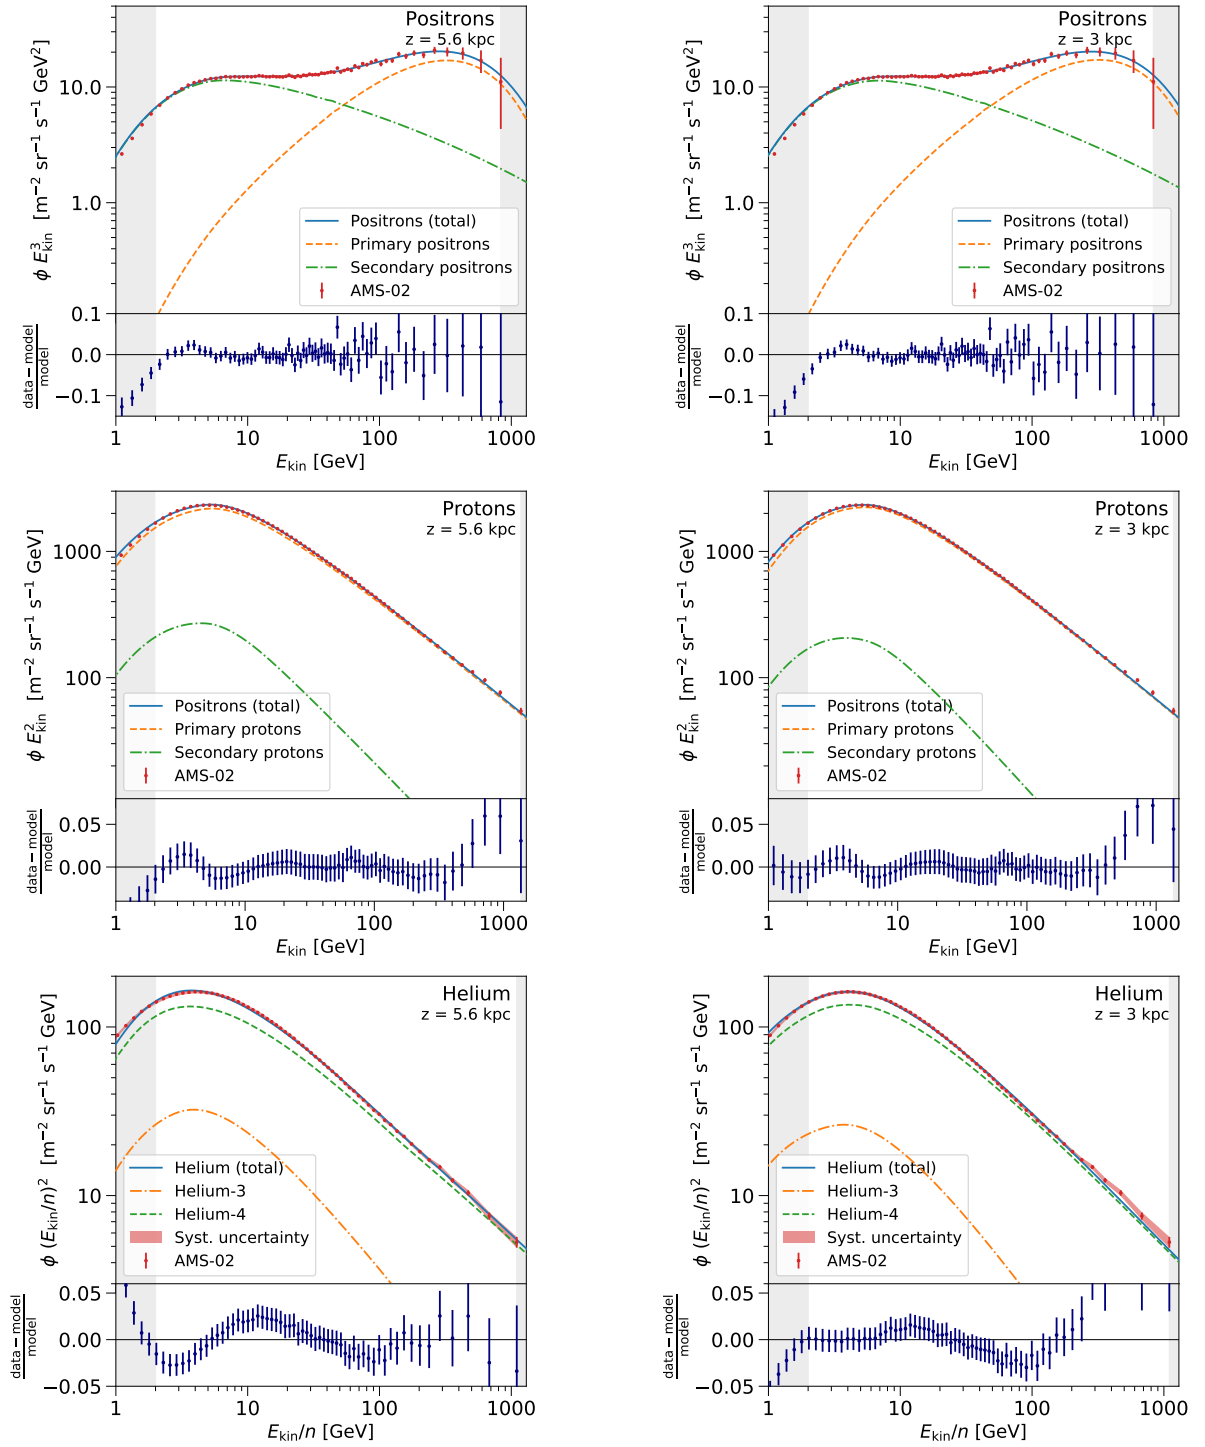 Positrons
z = 5.6 kpc
10.0
1.0
ϕ E³kin [m−2 sr−1 s−1 GeV2]
Positrons (total)
Primary positrons
Secondary positrons
AMS-02
0.1
0.0
−0.1
data − model
model
1 10 100 1000
Ekin [GeV]
Positrons
z = 3 kpc
10.0
1.0
ϕ E³kin [m−2 sr−1 s−1 GeV2]
Positrons (total)
Primary positrons
Secondary positrons
AMS-02
0.1
0.0
−0.1
data − model
model
1 10 100 1000
Ekin [GeV]
Protons
z = 5.6 kpc
1000
100
ϕ E²kin [m−2 sr−1 s−1 GeV]
Positrons (total)
Primary protons
Secondary protons
AMS-02
0.05
0.00
data − model
model
1 10 100 1000
Ekin [GeV]
Protons
z = 3 kpc
1000
100
ϕ E²kin [m−2 sr−1 s−1 GeV]
Positrons (total)
Primary protons
Secondary protons
AMS-02
0.05
0.00
data − model
model
1 10 100 1000
Ekin [GeV]
Helium
z = 5.6 kpc
100
10
ϕ (Ekin/n)² [m−2 sr−1 s−1 GeV]
Helium (total)
Helium-3
Helium-4
Syst. uncertainty
AMS-02
0.05
0.00
−0.05
data − model
model
1 10 100 1000
Ekin/n [GeV]
Helium
z = 3 kpc
100
10
ϕ (Ekin/n)² [m−2 sr−1 s−1 GeV]
Helium (total)
Helium-3
Helium-4
Syst. uncertainty
AMS-02
0.05
0.00
−0.05
data − model
model
1 10 100 1000
Ekin/n [GeV]